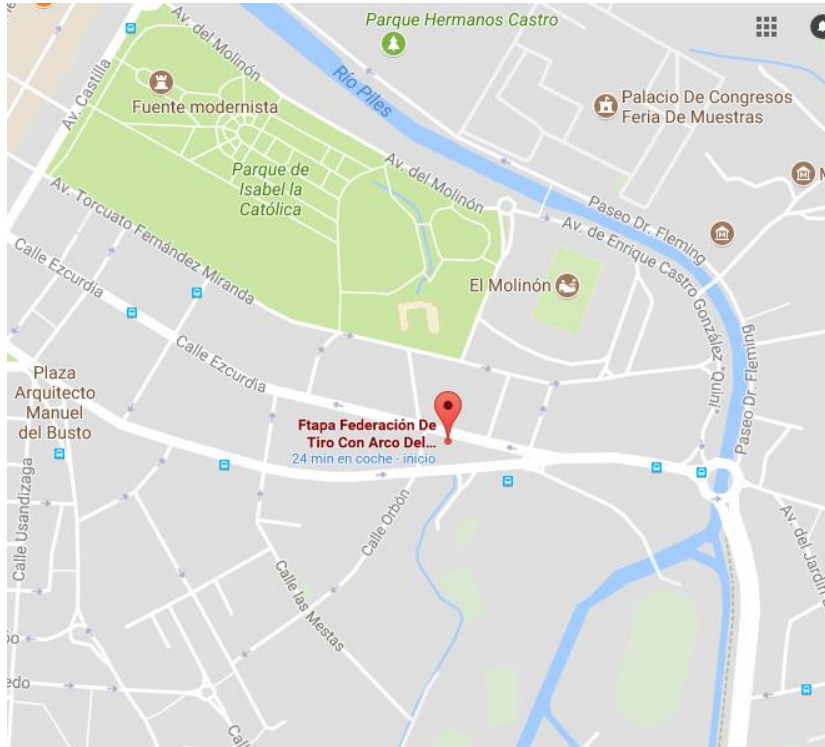 Parque Hermanos Castro
Av. del Molinón
Río Piles
Av. Castilla
Fuente modernista
Palacio De Congresos
Feria De Muestras
M
Parque de
Isabel la
Católica
Av. del Molinón
Av. Torcuato Fernández Miranda
Paseo Dr. Fleming
Av. de Enrique Castro González "Quini"
Calle Ezcurdia
El Molinón
Paseo Dr. Fleming
Calle Ezcurdia
Plaza
Arquitecto
Manuel
del Busto
Ftapa Federación De
Tiro Con Arco Del...
24 min en coche - inicio
Calle Usandizaga
Calle Orbón
Av. del Jardín
Calle las Mestas
edo
Cal